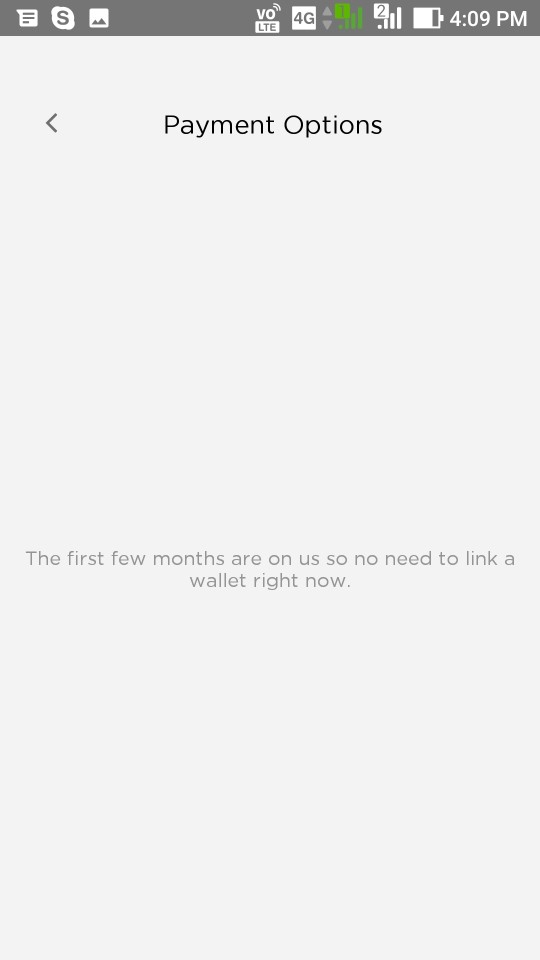 VO LTE 4G 1 2 4:09 PM
Payment Options
The first few months are on us so no need to link a
wallet right now.